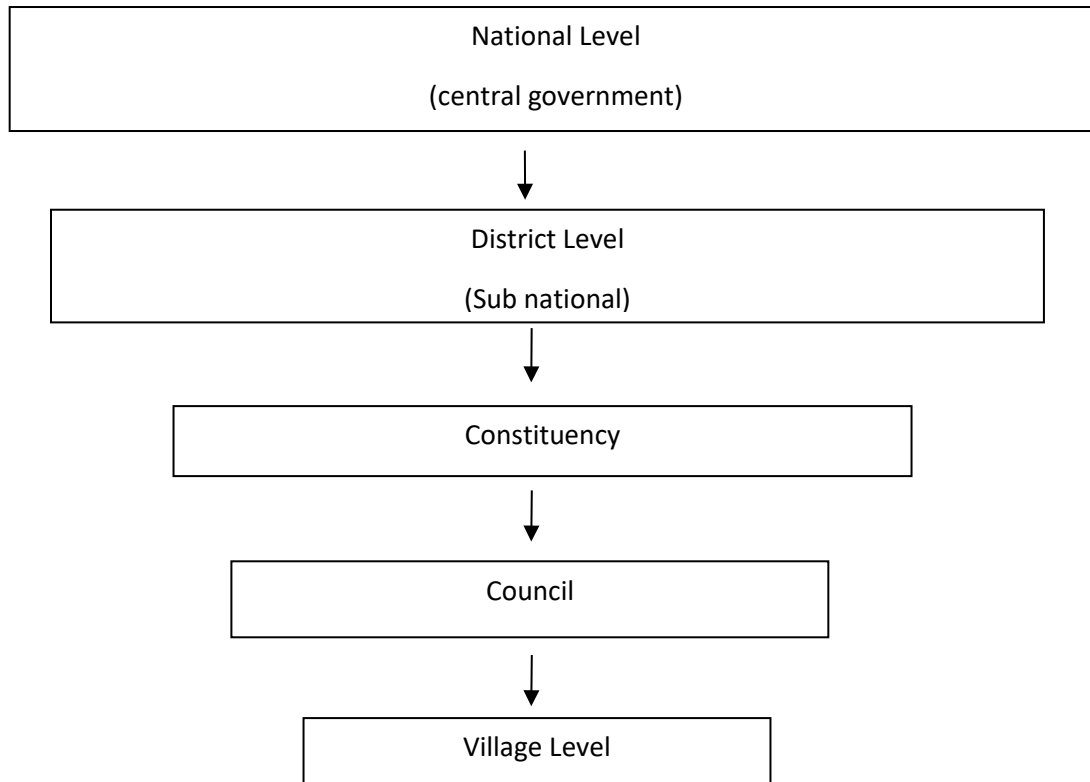 National Level
(central government)
District Level
(Sub national)
Constituency
Council
Village Level